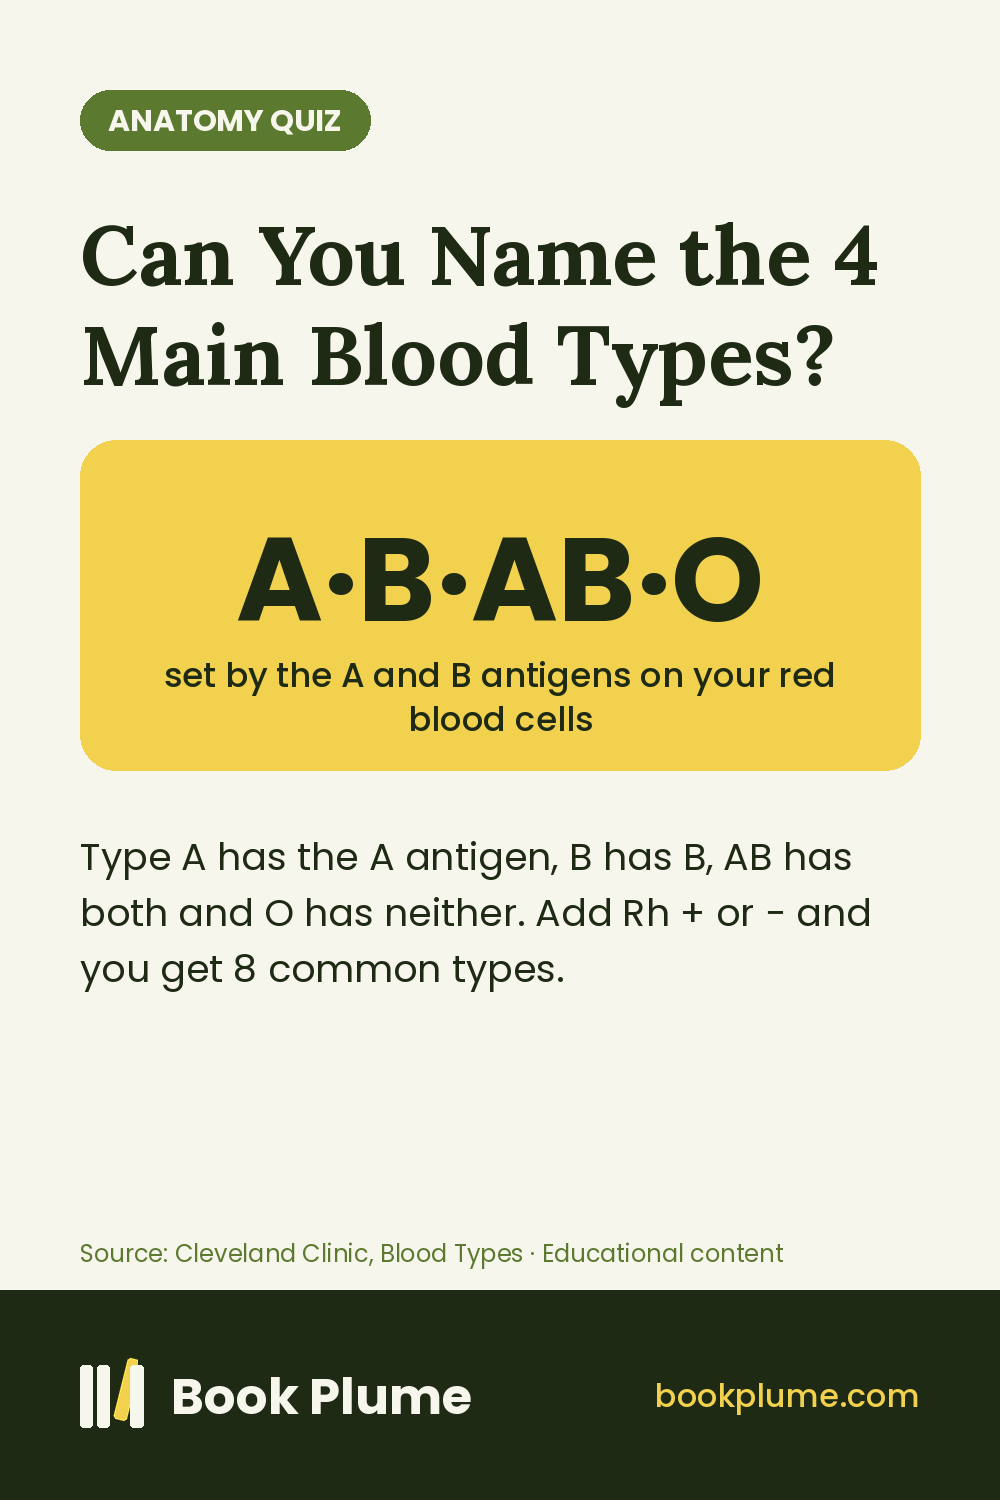 ANATOMY QUIZ
Can You Name the 4
Main Blood Types?
A·B·AB·O
set by the A and B antigens on your red
blood cells
Type A has the A antigen, B has B, AB has
both and O has neither. Add Rh + or - and
you get 8 common types.
Source: Cleveland Clinic, Blood Types · Educational content
Book Plume
bookplume.com